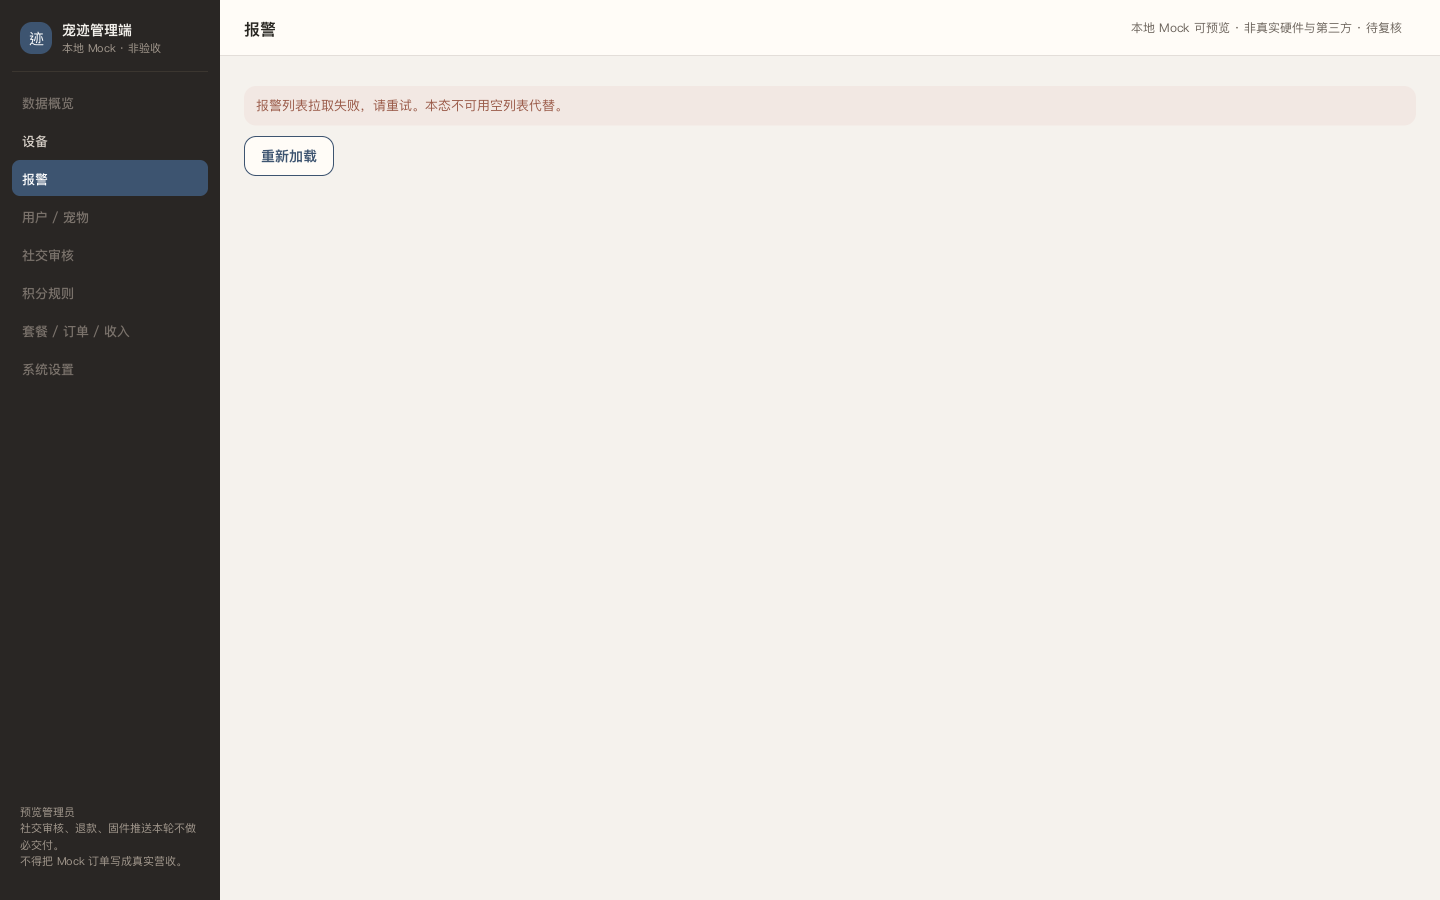 迹
宠迹管理端
本地 Mock · 非验收
数据概览
设备
报警
用户 / 宠物
社交审核
积分规则
套餐 / 订单 / 收入
系统设置
预览管理员
社交审核、退款、固件推送本轮不做
必交付。
不得把 Mock 订单写成真实营收。
报警
本地 Mock 可预览 · 非真实硬件与第三方 · 待复核
报警列表拉取失败，请重试。本态不可用空列表代替。
重新加载